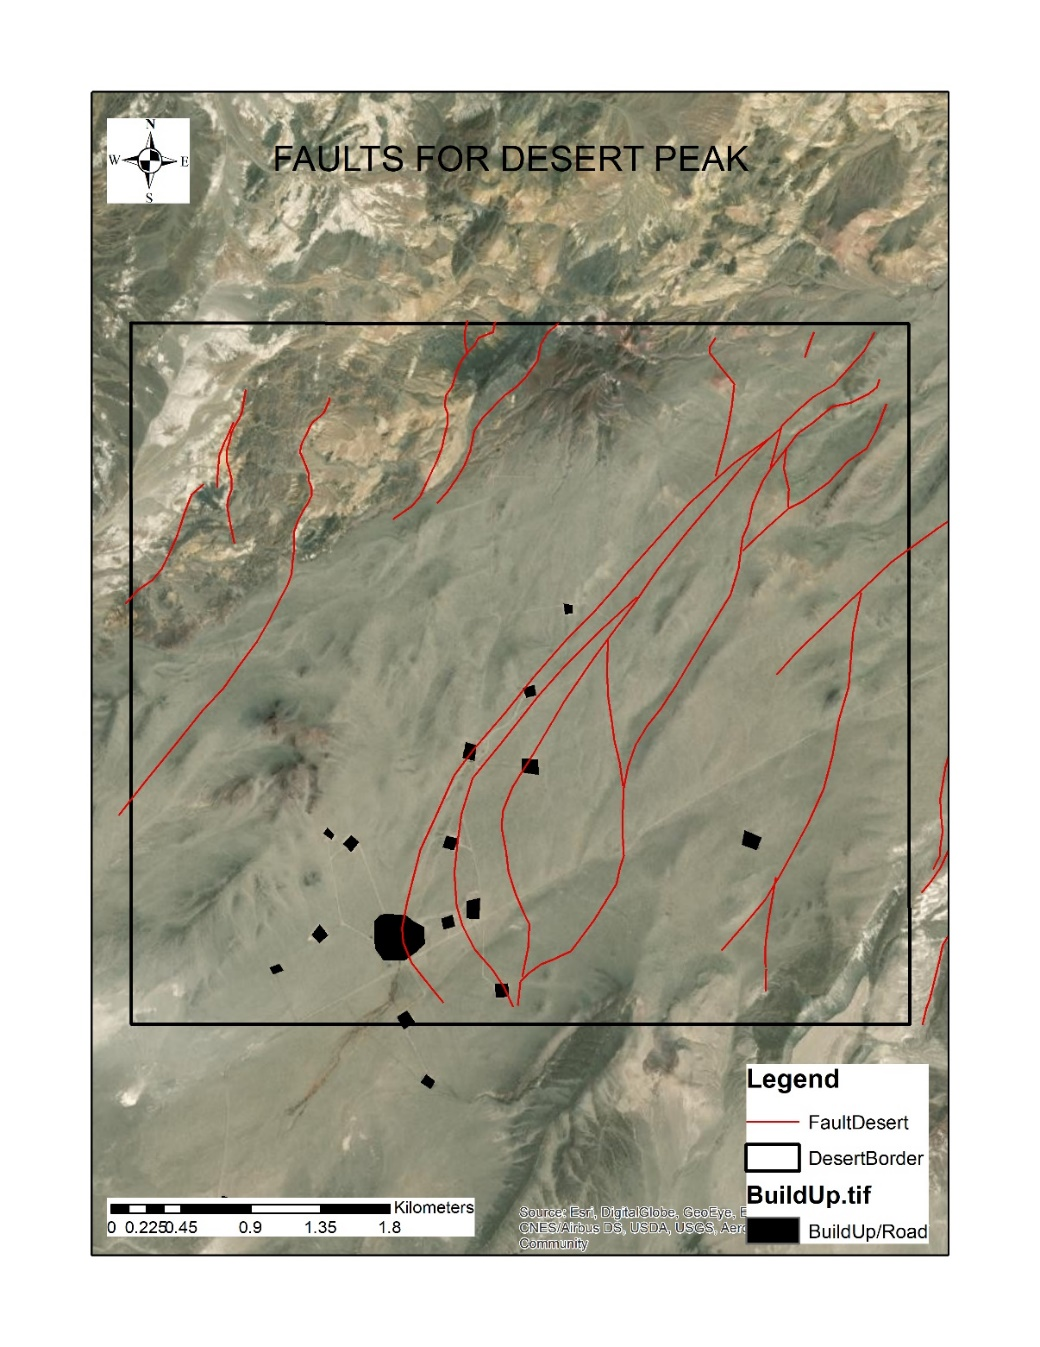 N
W E
S
FAULTS FOR DESERT PEAK
Legend
FaultDesert
DesertBorder
BuildUp.tif
BuildUp/Road
Kilometers
0 0.2250.45 0.9 1.35 1.8
Source: Esri, DigitalGlobe, GeoEye,
CNES/Airbus DS, USDA, USGS,
Community